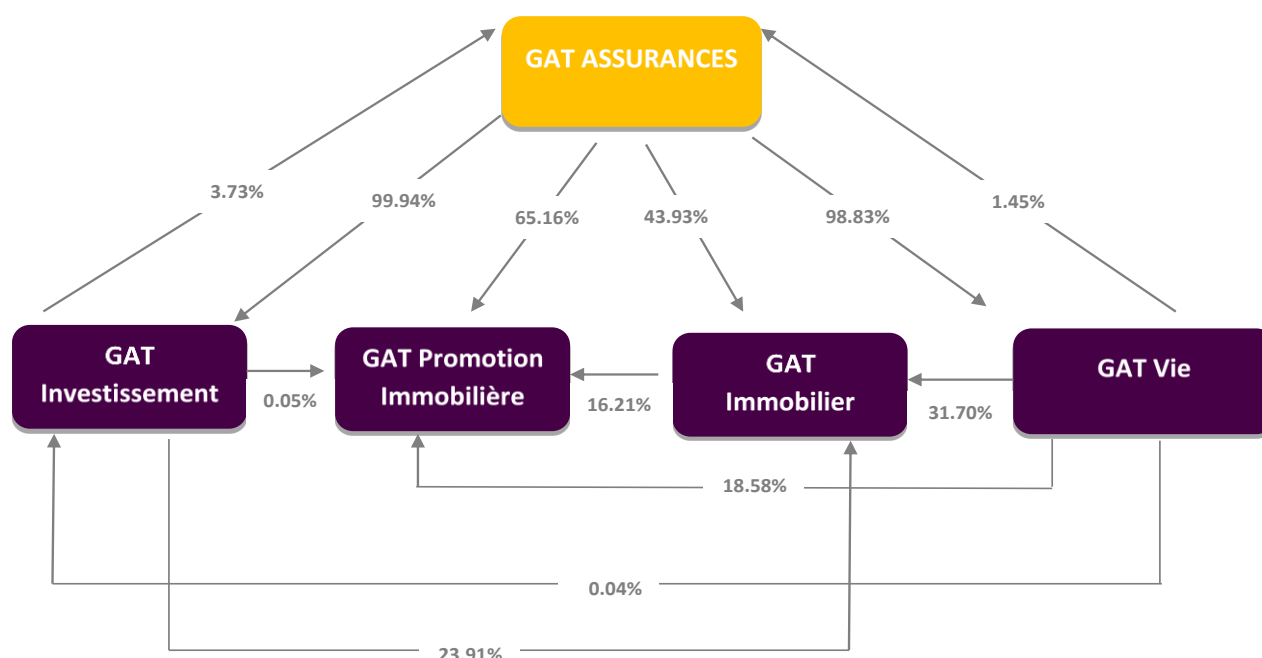 GAT ASSURANCES
3.73%
99.94%
65.16%
43.93%
98.83%
1.45%
GAT
Investissement
0.05%
GAT Promotion
Immobilière
16.21%
GAT
Immobilier
31.70%
GAT Vie
18.58%
0.04%
23.91%